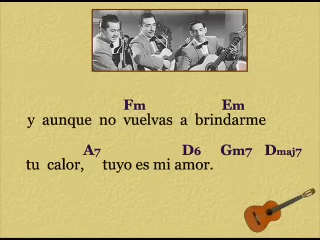 Fm Em
y aunque no vuelvas a brindarme
A7 D6 Gm7 Dmaj7
tu calor, tuyo es mi amor.